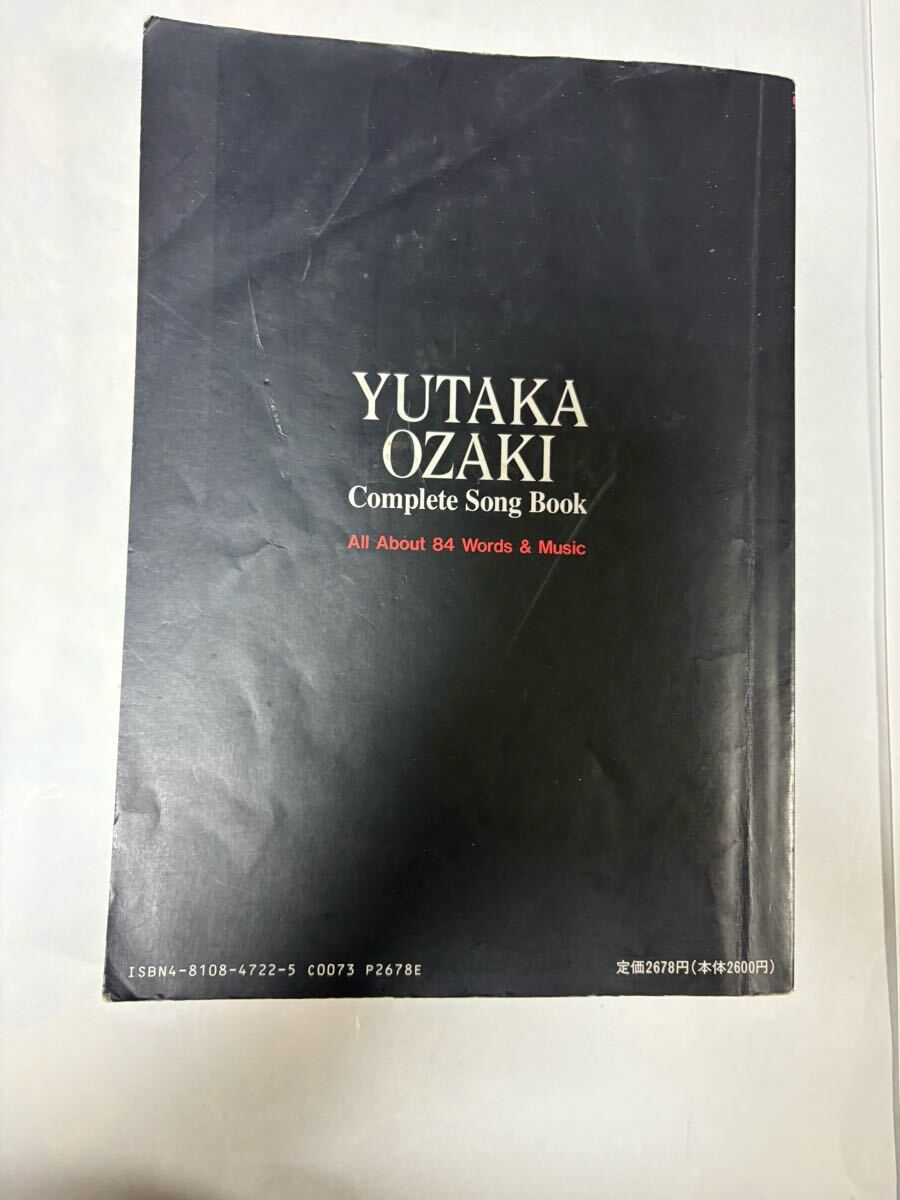 YUTAKA
OZAKI
Complete Song Book
All About 84 Words & Music
ISBN4-8108-4722-5 C0073 P2678E
定価2678円(本体2600円)